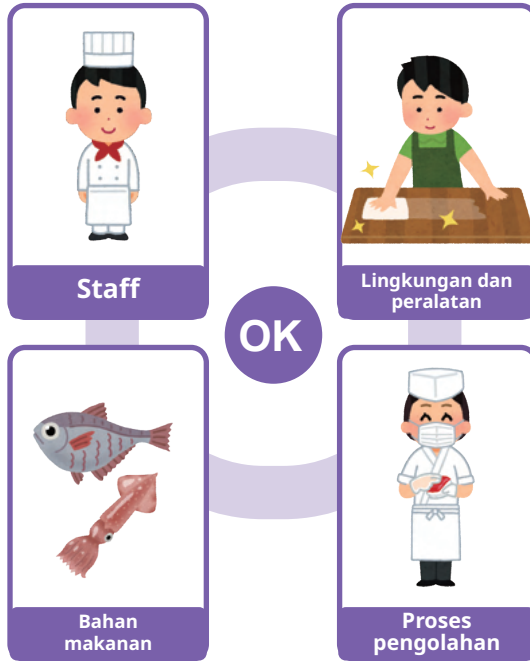 Staff
Lingkungan dan
peralatan
OK
Bahan
makanan
Proses
pengolahan